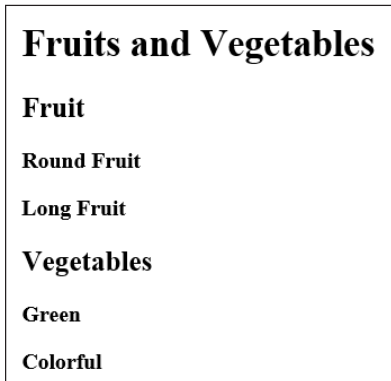 Fruits and Vegetables
Fruit
Round Fruit
Long Fruit
Vegetables
Green
Colorful